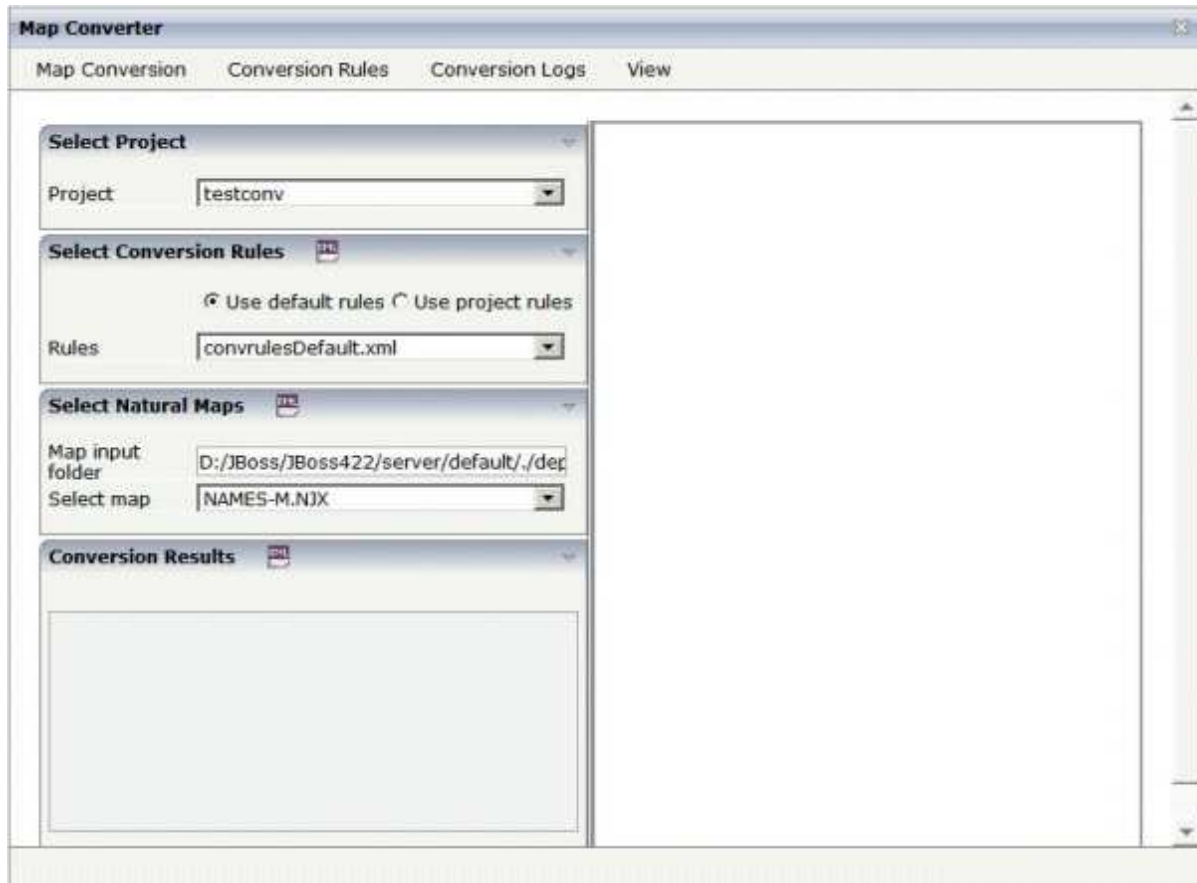 Map Converter
Map Conversion Conversion Rules Conversion Logs View
Select Project
Project testconv
Select Conversion Rules
Use default rules Use project rules
Rules convrulesDefault.xml
Select Natural Maps
Map input folder D:/JBoss/JBoss422/server/default/./dep
Select map NAMES-M.NJX
Conversion Results